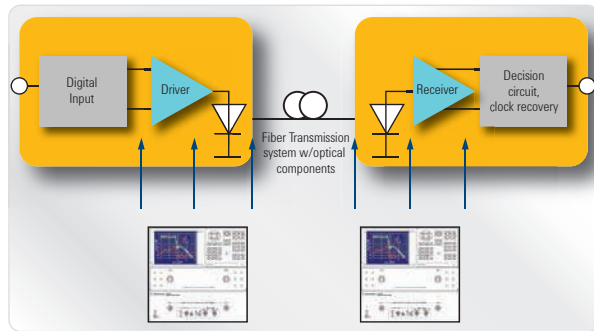 Digital
Input
Driver
Fiber Transmission
system w/optical
components
Receiver
Decision
circuit,
clock recovery